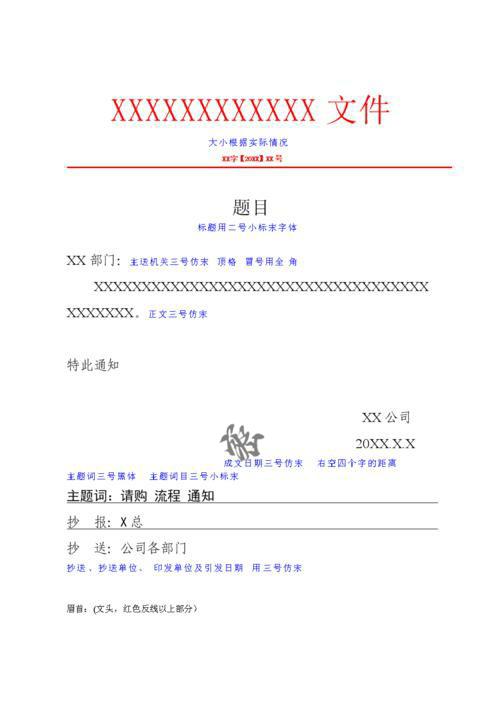 XXXXXXXXXXXX 文件
大小根据实际情况
XX字【20XX】XX号
题目
标题用二号小标宋字体
XX 部门：主送机关三号仿宋 顶格 冒号用全 角
XXXXXXXXXXXXXXXXXXXXXXXXXXXXXXXXXXX
XXXXXXX。正文三号仿宋
特此通知
XX 公司
20XX.X.X
成文日期三号仿宋 右空四个字的距离
主题词三号黑体 主题词目三号小标宋
主题词：请购 流程 通知
抄 报：X 总
抄 送：公司各部门
抄送 、抄送单位、 印发单位及引发日期 用三号仿宋
眉首：(文头，红色反线以上部分）